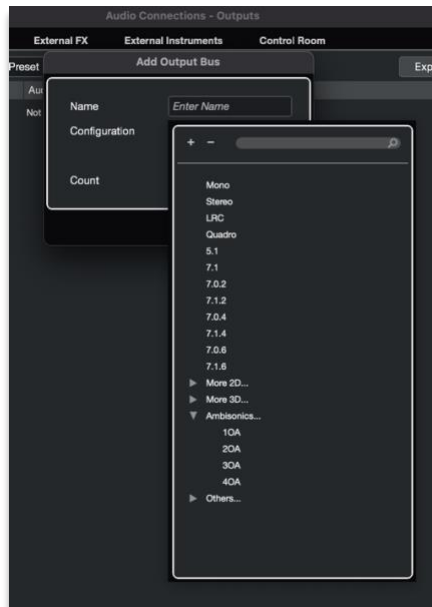 Audio Connections - Outputs
External FX External Instruments Control Room
Preset Add Output Bus Exp
Au
Not
Name Enter Name
Configuration
+ −
Count
Mono
Stereo
LRC
Quadro
5.1
7.1
7.0.2
7.1.2
7.0.4
7.1.4
7.0.6
7.1.6
More 2D...
More 3D...
Ambisonics...
1OA
2OA
3OA
4OA
Others...